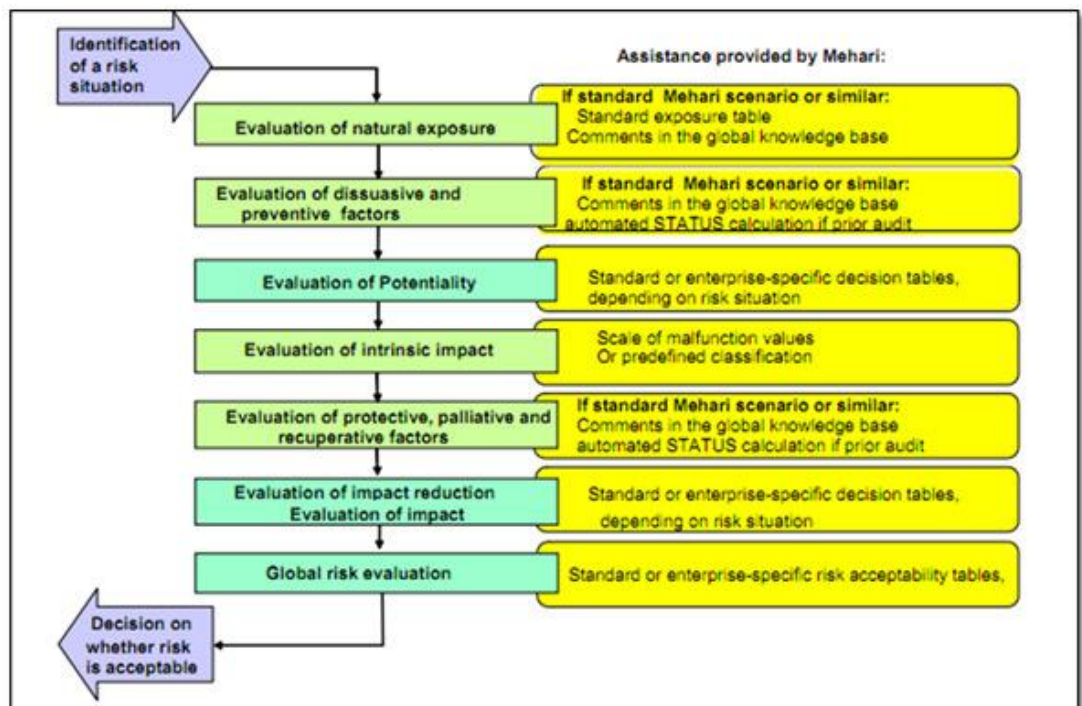 Identification
of a risk
situation
Assistance provided by Mehari:
Evaluation of natural exposure
If standard Mehari scenario or similar:
Standard exposure table
Comments in the global knowledge base
Evaluation of dissuasive and
preventive factors
If standard Mehari scenario or similar:
Comments in the global knowledge base
automated STATUS calculation if prior audit
Evaluation of Potentiality
Standard or enterprise-specific decision tables,
depending on risk situation
Evaluation of intrinsic impact
Scale of malfunction values
Or predefined classification
Evaluation of protective, palliative and
recuperative factors
If standard Mehari scenario or similar:
Comments in the global knowledge base
automated STATUS calculation if prior audit
Evaluation of impact reduction
Evaluation of impact
Standard or enterprise-specific decision tables,
depending on risk situation
Global risk evaluation
Standard or enterprise-specific risk acceptability tables,
Decision on
whether risk
is acceptable